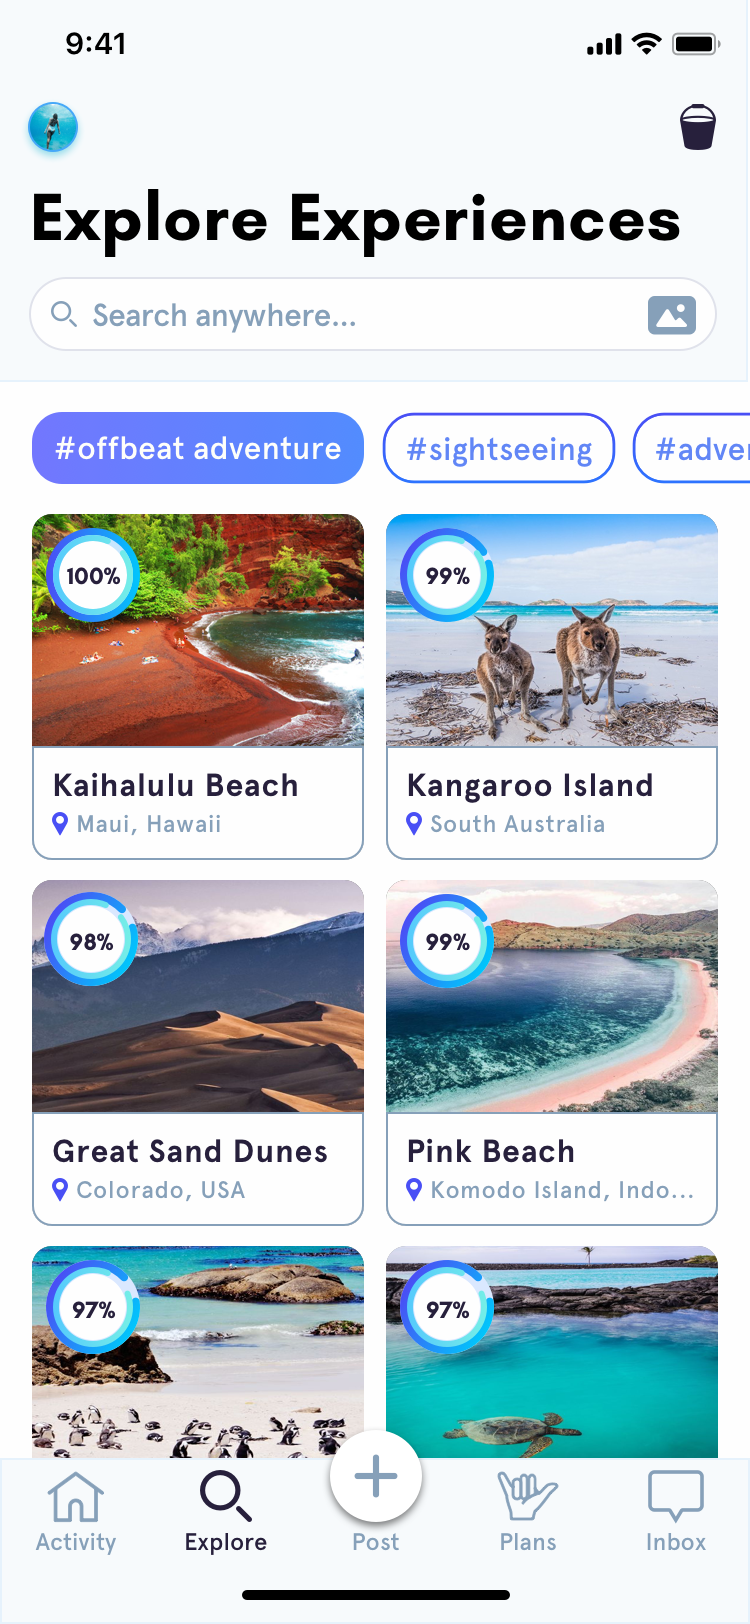 9:41
Explore Experiences
Search anywhere...
#offbeat adventure
#sightseeing
100%
99%
Kaihalulu Beach
Maui, Hawaii
Kangaroo Island
South Australia
98%
99%
Great Sand Dunes
Colorado, USA
Pink Beach
Komodo Island, Indo...
97%
97%
Activity
Explore
Post
Plans
Inbox